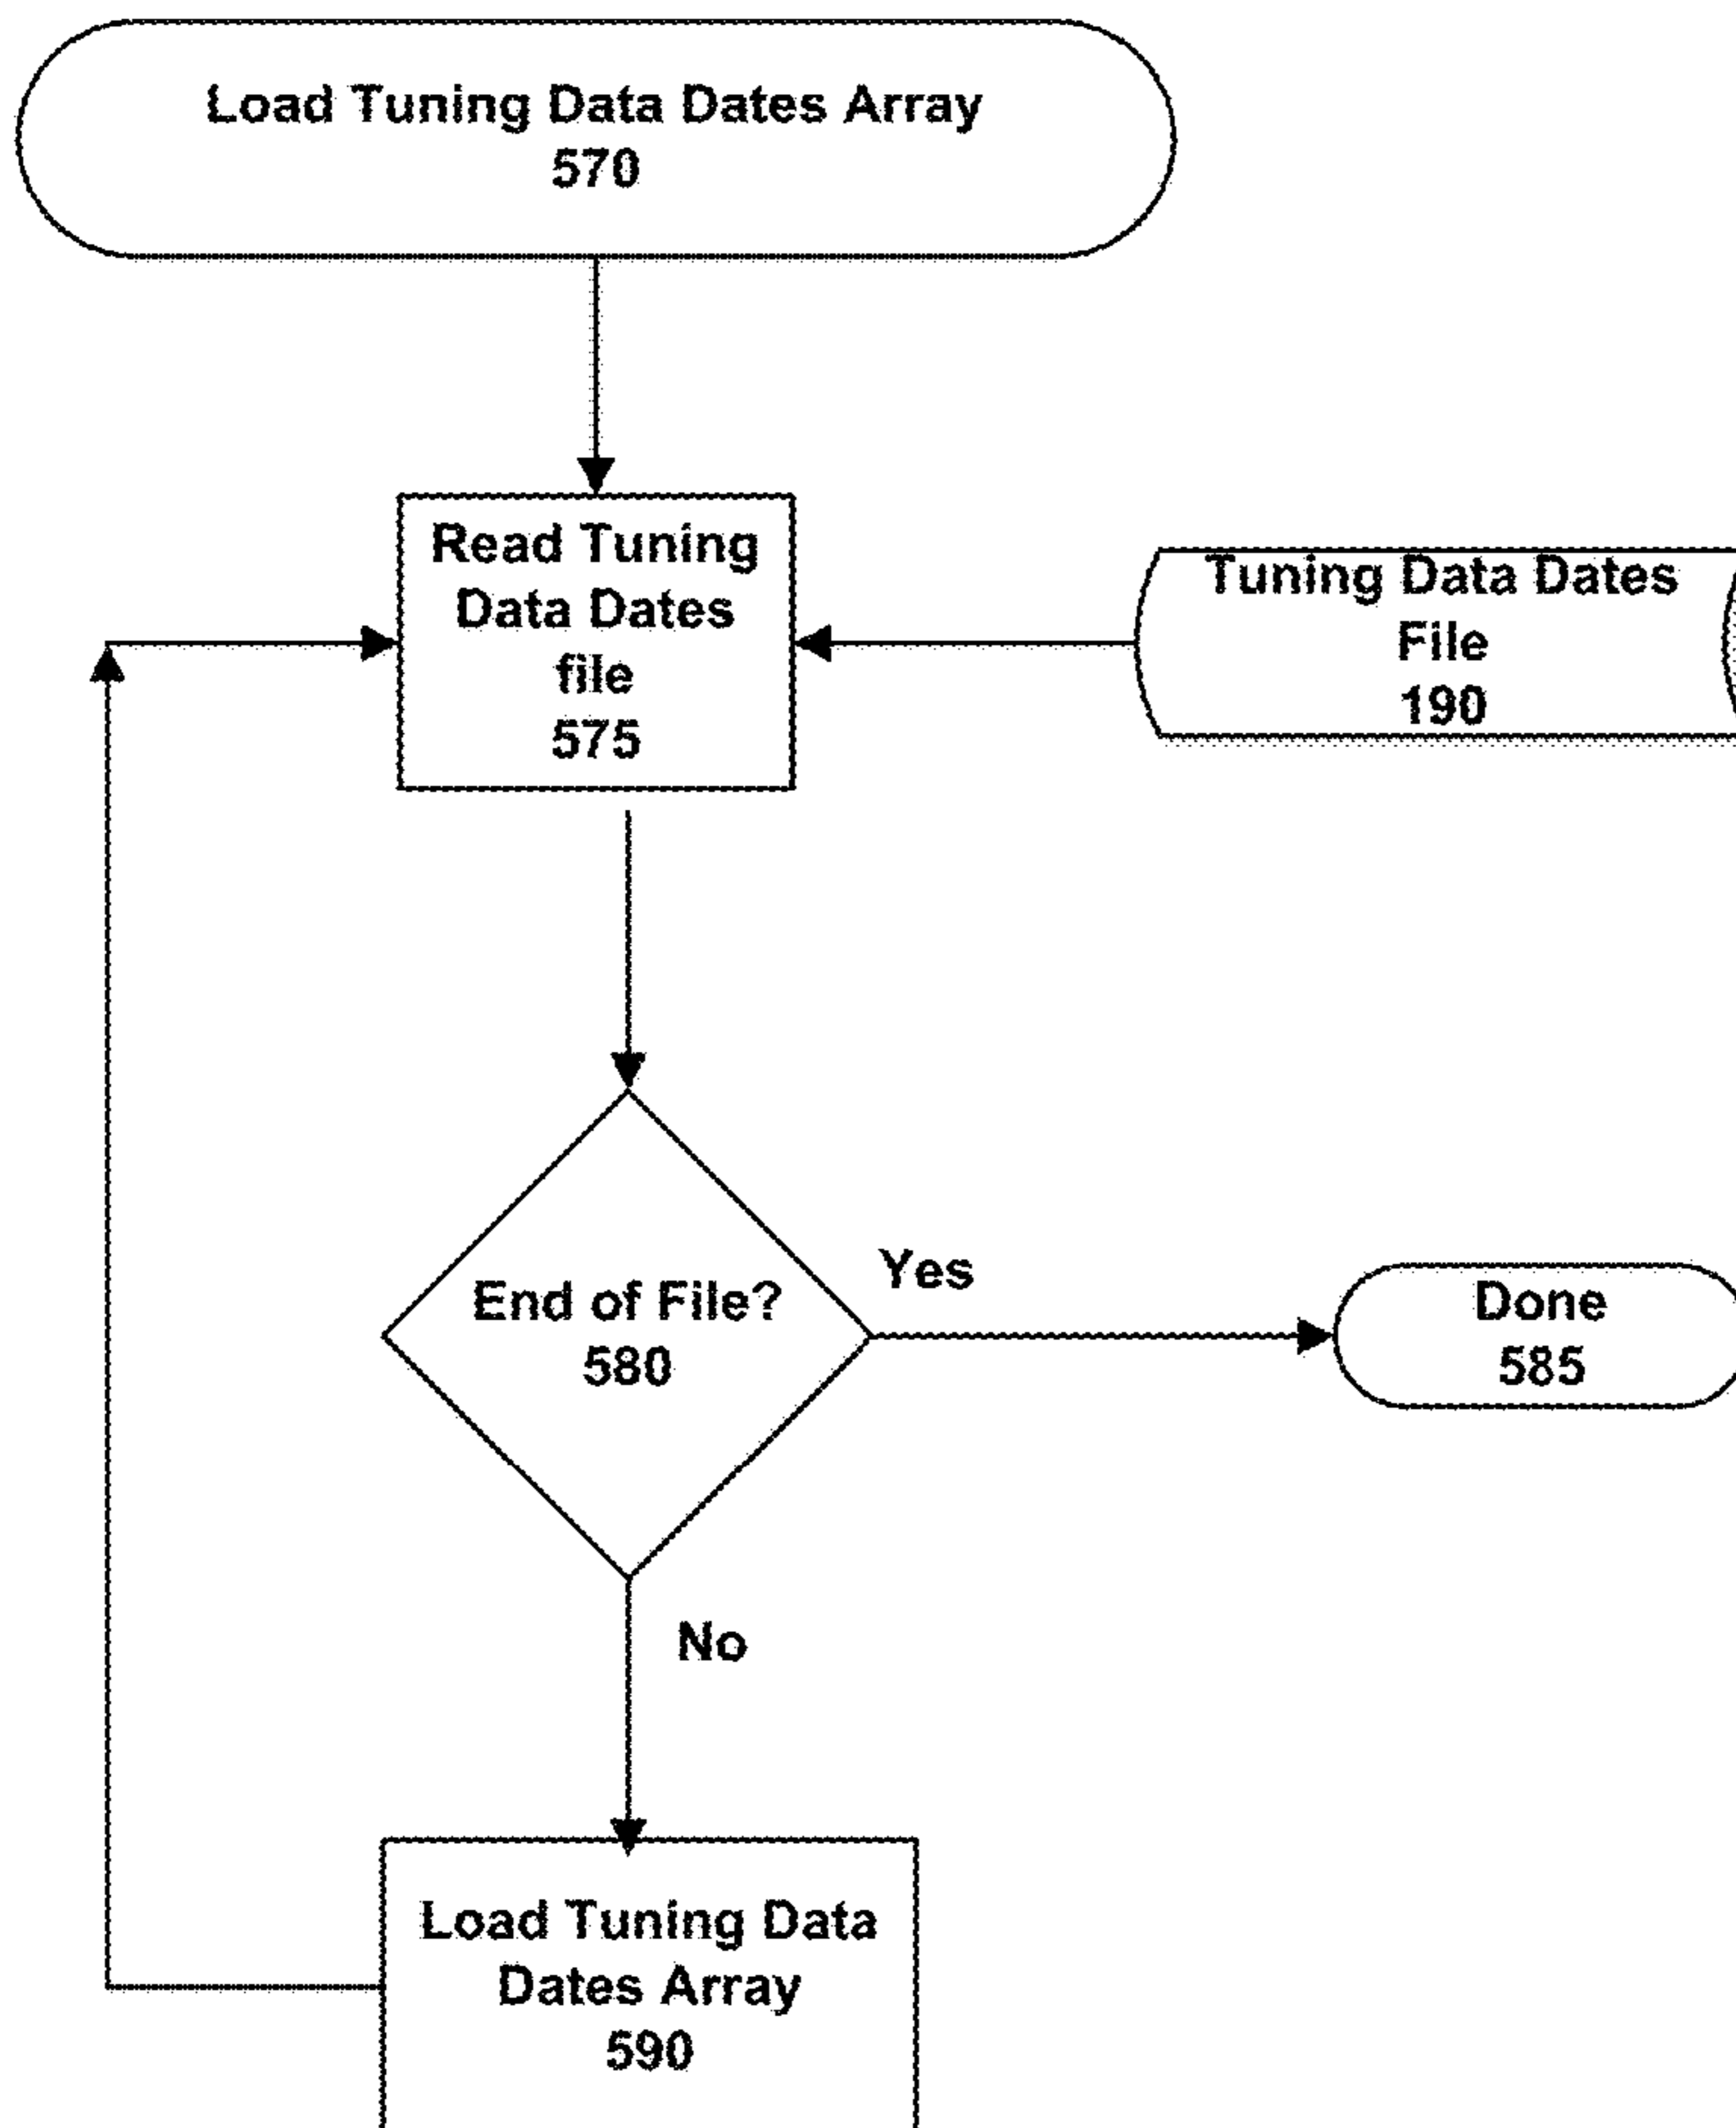 Load Tuning Data Dates Array
570
Read Tuning
Data Dates
file
575
Tuning Data Dates
File
190
End of File?
580
Yes
Done
585
No
Load Tuning Data
Dates Array
590